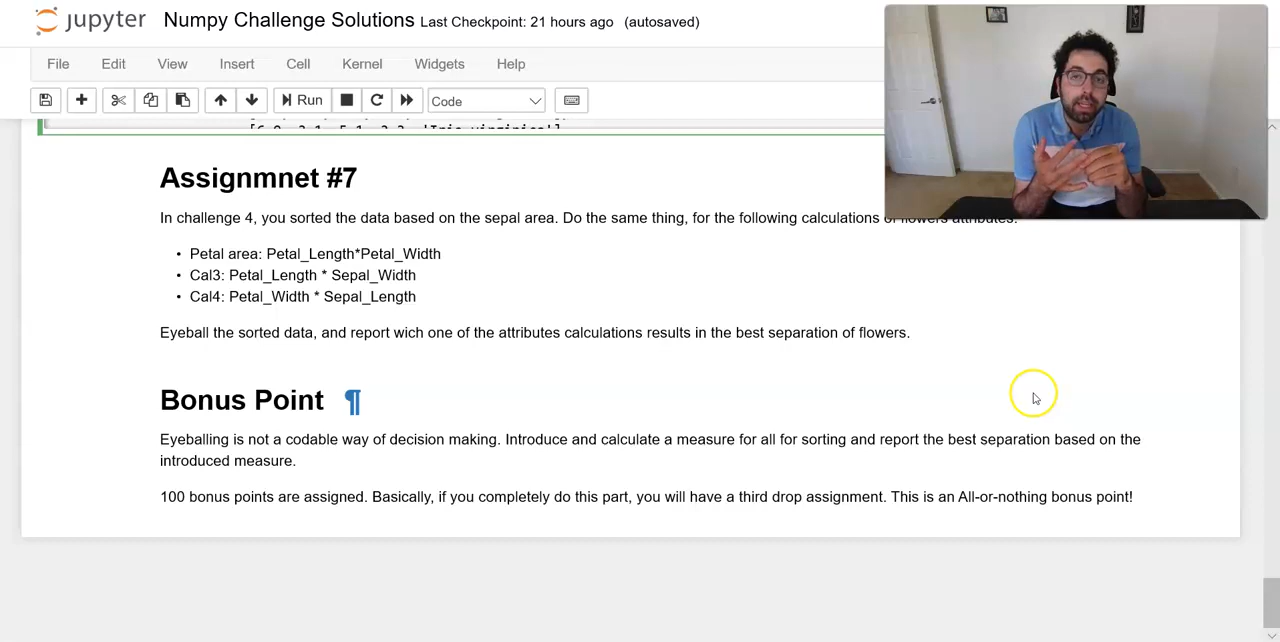 jupyter Numpy Challenge Solutions Last Checkpoint: 21 hours ago (autosaved)
File Edit View Insert Cell Kernel Widgets Help
Run Code
Assignmnet #7
In challenge 4, you sorted the data based on the sepal area. Do the same thing, for the following calculations of flowers attributes:
• Petal area: Petal_Length*Petal_Width
• Cal3: Petal_Length * Sepal_Width
• Cal4: Petal_Width * Sepal_Length
Eyeball the sorted data, and report wich one of the attributes calculations results in the best separation of flowers.
Bonus Point ¶
Eyeballing is not a codable way of decision making. Introduce and calculate a measure for all for sorting and report the best separation based on the
introduced measure.
100 bonus points are assigned. Basically, if you completely do this part, you will have a third drop assignment. This is an All-or-nothing bonus point!